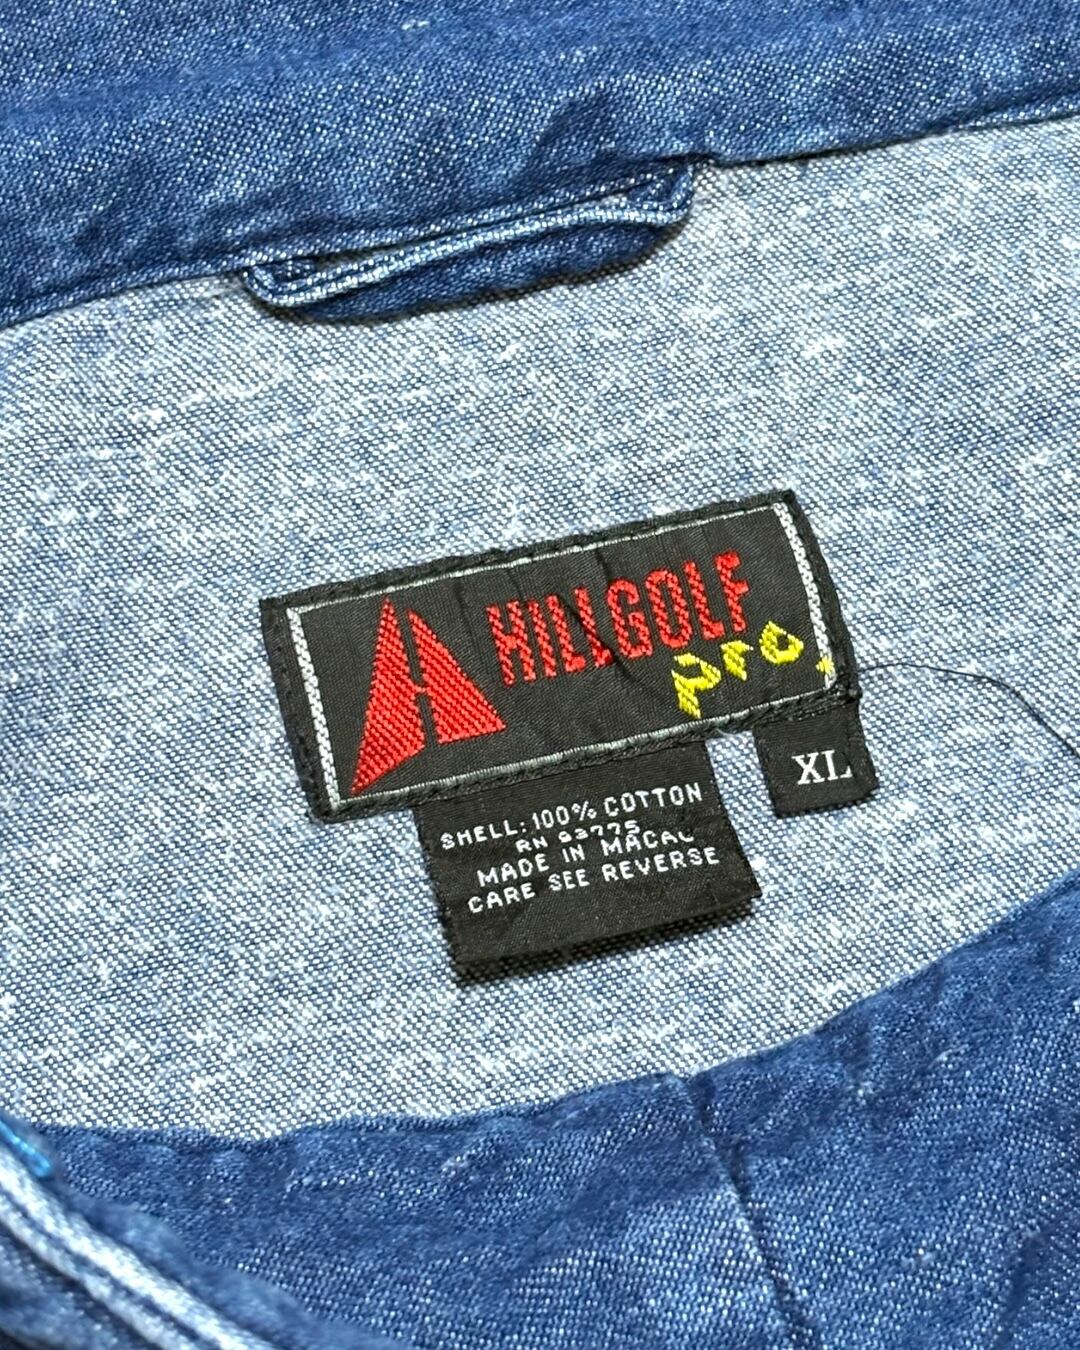 HILLGOLF
pro.
XL
SHELL: 100% COTTON
RN 93775
MADE IN MACAU
CARE SEE REVERSE